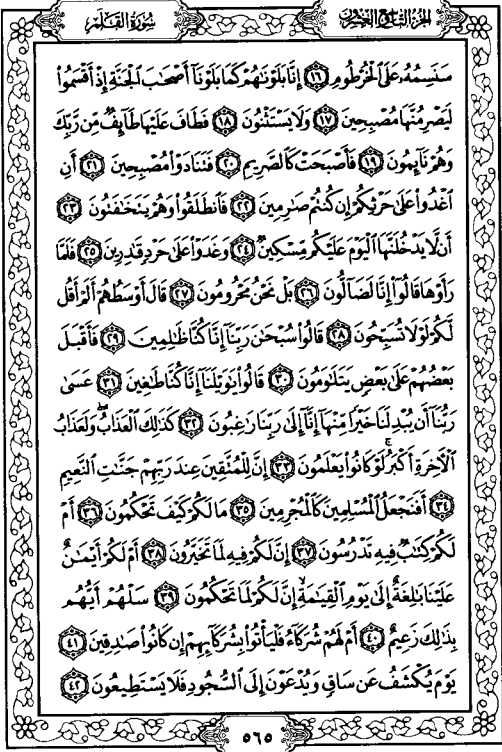 الجزء التاسع والعشرون
سورة القلم
سَنَسِمُهُۥ عَلَى ٱلْخُرْطُومِ ١٦ إِنَّا بَلَوْنَٰهُمْ كَمَا بَلَوْنَآ أَصْحَٰبَ ٱلْجَنَّةِ إِذْ أَقْسَمُوا۟
لَيَصْرِمُنَّهَا مُصْبِحِينَ ١٧ وَلَا يَسْتَثْنُونَ ١٨ فَطَافَ عَلَيْهَا طَآئِفٌ مِّن رَّبِّكَ
وَهُمْ نَآئِمُونَ ١٩ فَأَصْبَحَتْ كَٱلصَّرِيمِ ٢٠ فَتَنَادَوْا۟ مُصْبِحِينَ ٢١ أَنِ
ٱغْدُوا۟ عَلَىٰ حَرْثِكُمْ إِن كُنتُمْ صَٰرِمِينَ ٢٢ فَٱنطَلَقُوا۟ وَهُمْ يَتَخَٰفَتُونَ ٢٣
أَن لَّا يَدْخُلَنَّهَا ٱلْيَوْمَ عَلَيْكُم مِّسْكِينٌ ٢٤ وَغَدَوْا۟ عَلَىٰ حَرْدٍ قَٰدِرِينَ ٢٥ فَلَمَّا
رَأَوْهَا قَالُوٓا۟ إِنَّا لَضَآلُّونَ ٢٦ بَلْ نَحْنُ مَحْرُومُونَ ٢٧ قَالَ أَوْسَطُهُمْ أَلَمْ أَقُل
لَّكُمْ لَوْلَا تُسَبِّحُونَ ٢٨ قَالُوا۟ سُبْحَٰنَ رَبِّنَآ إِنَّا كُنَّا ظَٰلِمِينَ ٢٩ فَأَقْبَلَ
بَعْضُهُمْ عَلَىٰ بَعْضٍ يَتَلَٰوَمُونَ ٣٠ قَالُوا۟ يَٰوَيْلَنَآ إِنَّا كُنَّا طَٰغِينَ ٣١ عَسَىٰ
رَبُّنَآ أَن يُبْدِلَنَا خَيْرًا مِّنْهَآ إِنَّآ إِلَىٰ رَبِّنَا رَٰغِبُونَ ٣٢ كَذَٰلِكَ ٱلْعَذَابُ ۖ وَلَعَذَابُ
ٱلْءَاخِرَةِ أَكْبَرُ ۚ لَوْ كَانُوا۟ يَعْلَمُونَ ٣٣ إِنَّ لِلْمُتَّقِينَ عِندَ رَبِّهِمْ جَنَّٰتِ ٱلنَّعِيمِ
٣٤ أَفَنَجْعَلُ ٱلْمُسْلِمِينَ كَٱلْمُجْرِمِينَ ٣٥ مَا لَكُمْ كَيْفَ تَحْكُمُونَ ٣٦ أَمْ
لَكُمْ كِتَٰبٌ فِيهِ تَدْرُسُونَ ٣٧ إِنَّ لَكُمْ فِيهِ لَمَا تَخَيَّرُونَ ٣٨ أَمْ لَكُمْ أَيْمَٰنٌ
عَلَيْنَا بَٰلِغَةٌ إِلَىٰ يَوْمِ ٱلْقِيَٰمَةِ ۙ إِنَّ لَكُمْ لَمَا تَحْكُمُونَ ٣٩ سَلْهُمْ أَيُّهُم
بِذَٰلِكَ زَعِيمٌ ٤٠ أَمْ لَهُمْ شُرَكَآءُ فَلْيَأْتُوا۟ بِشُرَكَآئِهِمْ إِن كَانُوا۟ صَٰدِقِينَ ٤١
يَوْمَ يُكْشَفُ عَن سَاقٍ وَيُدْعَوْنَ إِلَى ٱلسُّجُودِ فَلَا يَسْتَطِيعُونَ ٤٢
٥٦٥